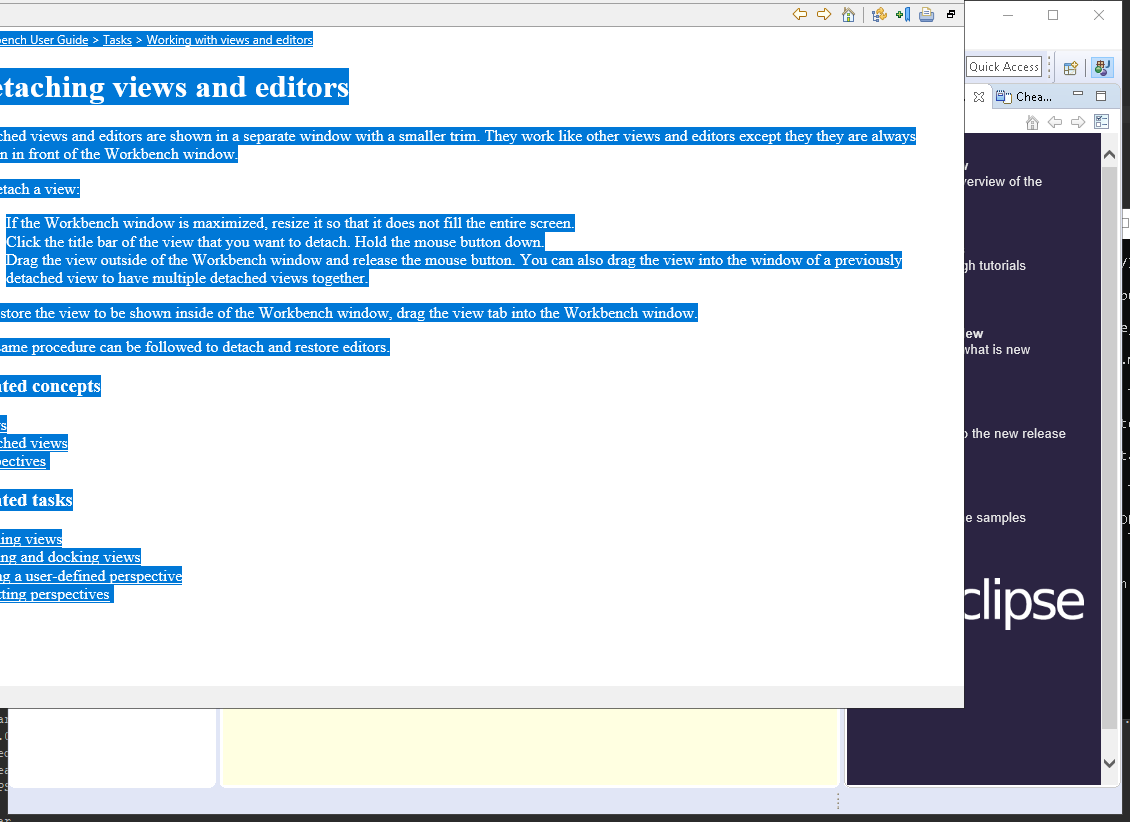 ench User Guide > Tasks > Working with views and editors
etaching views and editors
ched views and editors are shown in a separate window with a smaller trim. They work like other views and editors except they they are always
n in front of the Workbench window.
etach a view:
If the Workbench window is maximized, resize it so that it does not fill the entire screen.
Click the title bar of the view that you want to detach. Hold the mouse button down.
Drag the view outside of the Workbench window and release the mouse button. You can also drag the view into the window of a previously
detached view to have multiple detached views together.
store the view to be shown inside of the Workbench window, drag the view tab into the Workbench window.
ame procedure can be followed to detach and restore editors.
ted concepts
s
ched views
ectives
ted tasks
ing views
ng and docking views
ng a user-defined perspective
tting perspectives
Quick Access
Chea...
w
verview of the
gh tutorials
ew
what is new
o the new release
e samples
clipse